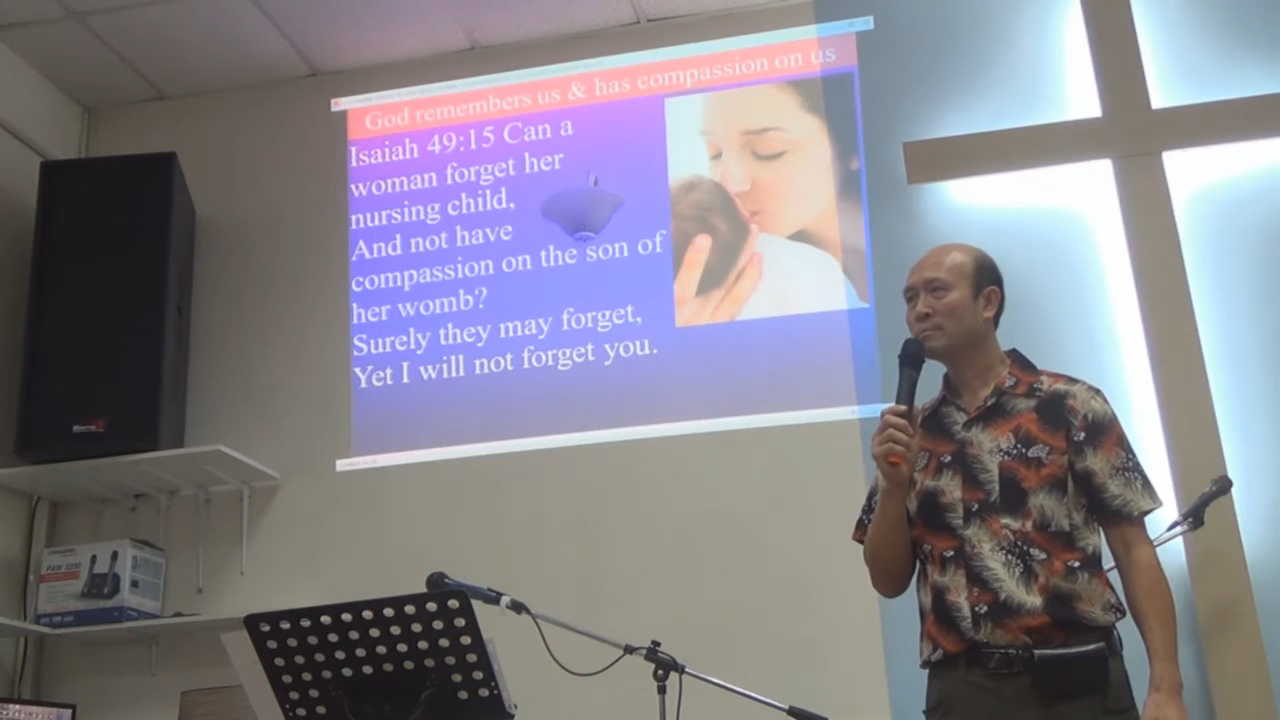 God remembers us & has compassion on us
Isaiah 49:15 Can a
woman forget her
nursing child,
And not have
compassion on the son of
her womb?
Surely they may forget,
Yet I will not forget you.